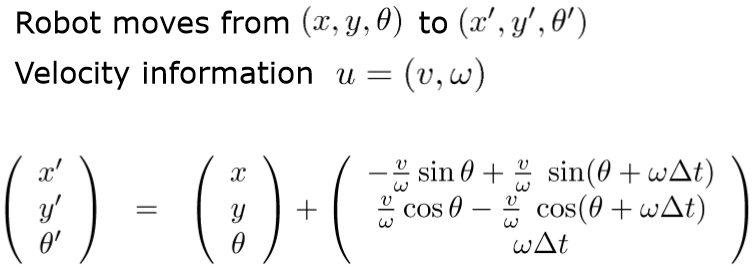 Robot moves from (x, y, θ) to (x′, y′, θ′)
Velocity information u = (v, ω)
( x′ ) = ( x ) + ( −v/ω sin θ + v/ω sin(θ + ωΔt) )
( y′ ) ( y ) ( v/ω cos θ − v/ω cos(θ + ωΔt) )
( θ′ ) ( θ ) ( ωΔt )